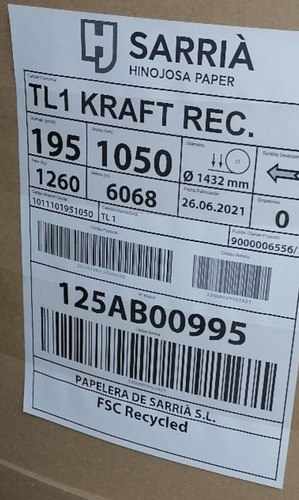 SARRIÀ
HINOJOSA PAPER
TL1 KRAFT REC.
195 1050 Ø 1432 mm
1260 6068 26.06.2021 0
1011101951050 TL 1 9000006556/
125AB00995
PAPELERA DE SARRIÀ S.L.
FSC Recycled